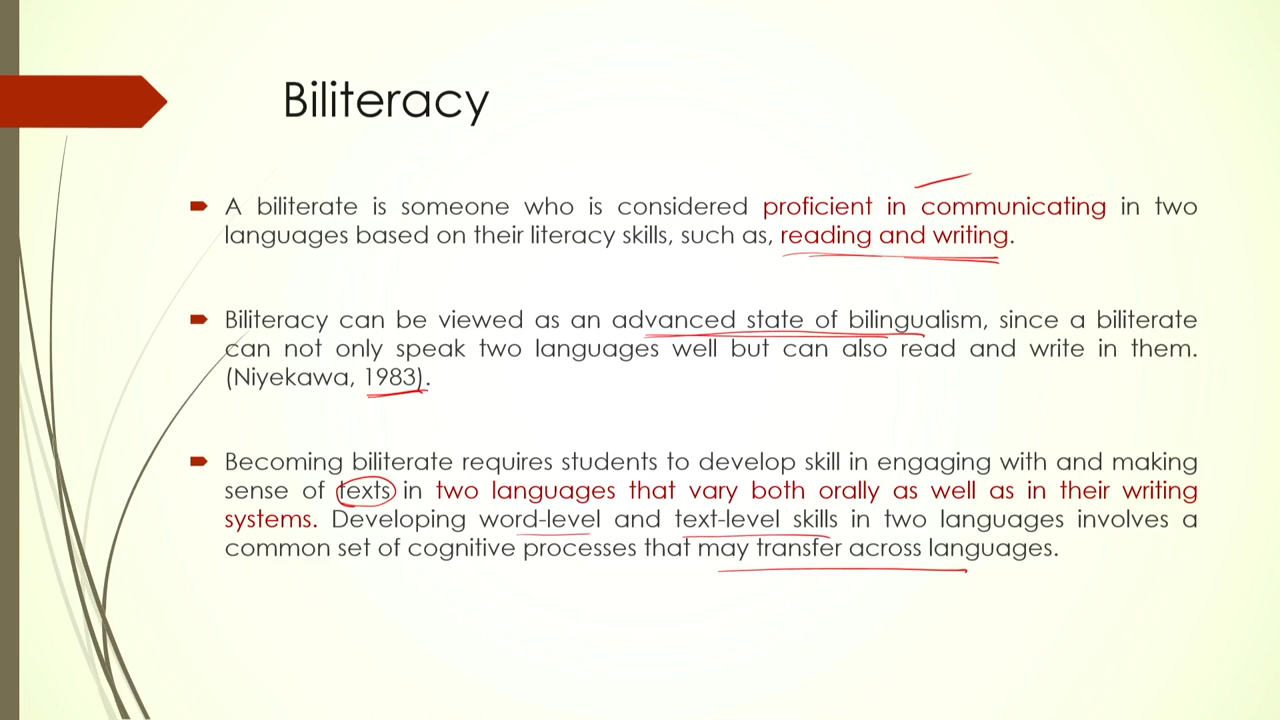 Biliteracy
A biliterate is someone who is considered proficient in communicating in two
languages based on their literacy skills, such as, reading and writing.
Biliteracy can be viewed as an advanced state of bilingualism, since a biliterate
can not only speak two languages well but can also read and write in them.
(Niyekawa, 1983).
Becoming biliterate requires students to develop skill in engaging with and making
sense of texts in two languages that vary both orally as well as in their writing
systems. Developing word-level and text-level skills in two languages involves a
common set of cognitive processes that may transfer across languages.